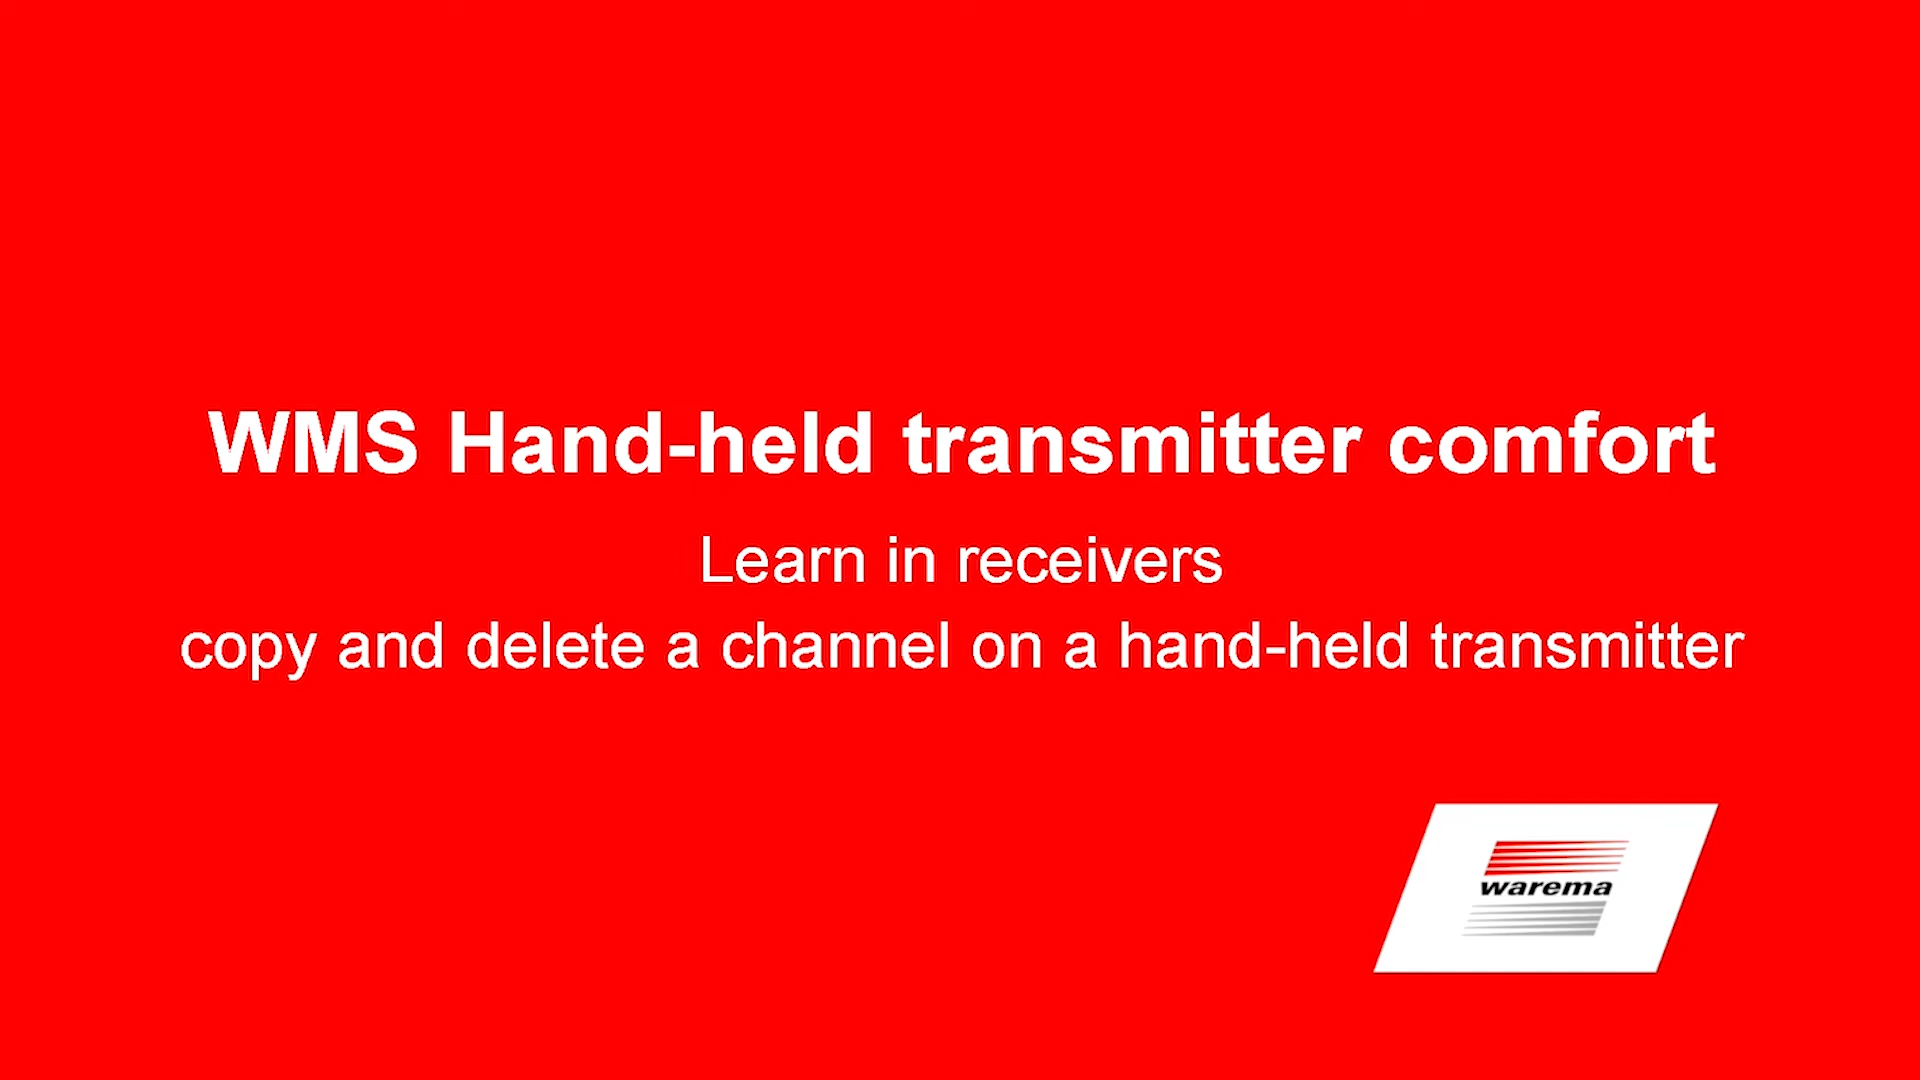 WMS Hand-held transmitter comfort
Learn in receivers
copy and delete a channel on a hand-held transmitter
warema